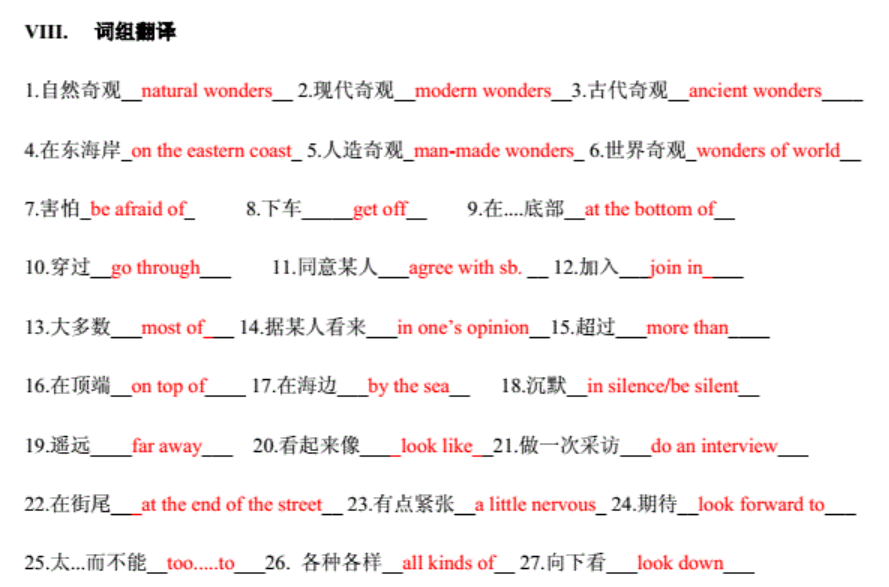 VIII. 词组翻译
1.自然奇观__natural wonders__ 2.现代奇观__modern wonders__3.古代奇观__ancient wonders____
4.在东海岸_on the eastern coast_ 5.人造奇观_man-made wonders_ 6.世界奇观_wonders of world__
7.害怕_be afraid of_ 8.下车_____get off__ 9.在....底部__at the bottom of__
10.穿过__go through___ 11.同意某人___agree with sb. __ 12.加入___join in____
13.大多数___most of___ 14.据某人看来___in one's opinion__15.超过___more than____
16.在顶端__on top of____ 17.在海边___by the sea__ 18.沉默__in silence/be silent__
19.遥远____far away___ 20.看起来像____look like__21.做一次采访___do an interview___
22.在街尾___at the end of the street__ 23.有点紧张__a little nervous_ 24.期待__look forward to___
25.太...而不能__too.....to___26. 各种各样__all kinds of__ 27.向下看___look down___